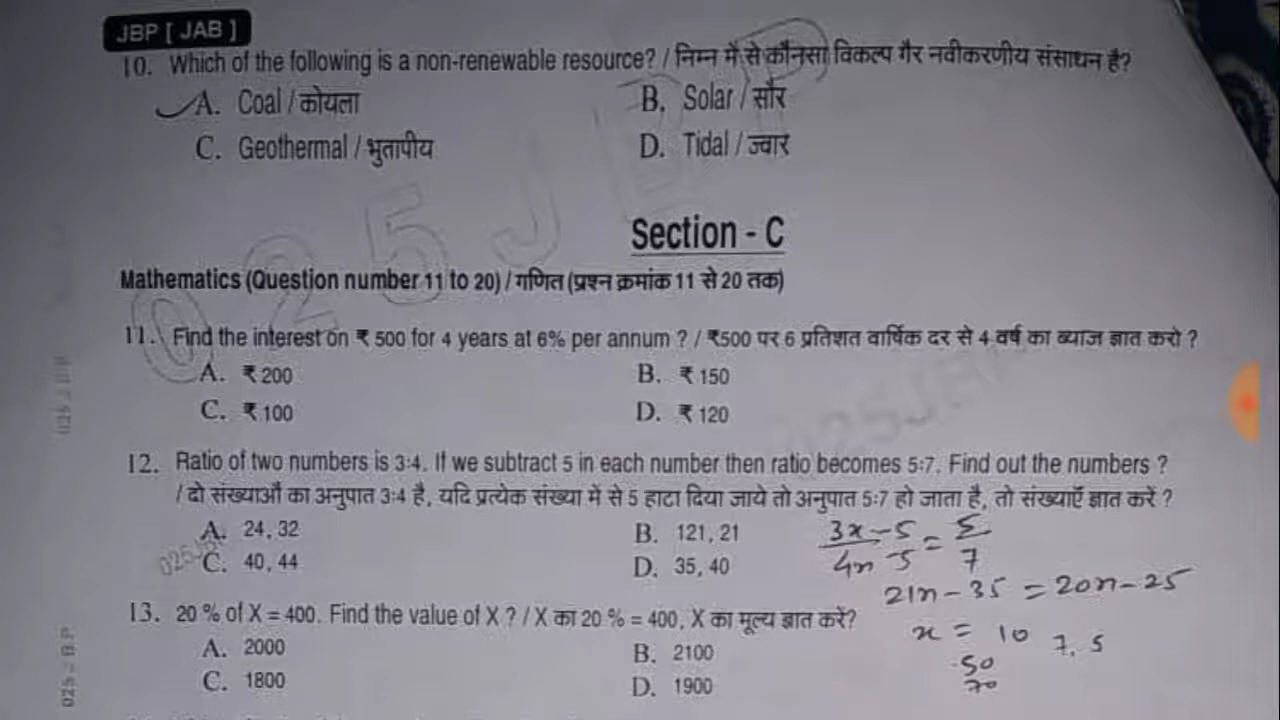 JBP [ JAB ]
10. Which of the following is a non-renewable resource? / निम्न में से कौनसा विकल्प गैर नवीकरणीय संसाधन है?
A. Coal / कोयला B. Solar / सौर
C. Geothermal / भुतापीय D. Tidal / ज्वार
Section - C
Mathematics (Question number 11 to 20) / गणित (प्रश्न क्रमांक 11 से 20 तक)
11. Find the interest on ₹ 500 for 4 years at 6% per annum ? / ₹500 पर 6 प्रतिशत वार्षिक दर से 4 वर्ष का ब्याज ज्ञात करो ?
A. ₹ 200 B. ₹ 150
C. ₹ 100 D. ₹ 120
12. Ratio of two numbers is 3:4. If we subtract 5 in each number then ratio becomes 5:7. Find out the numbers ?
/ दो संख्याऔ का अनुपात 3:4 है, यदि प्रत्येक संख्या में से 5 हाटा दिया जाये तो अनुपात 5:7 हो जाता है, तो संख्याएँ ज्ञात करें ?
A. 24, 32 B. 121, 21
C. 40, 44 D. 35, 40
3x-5 = 5
4x-5 7
21x - 35 = 20x - 25
x = 10 7.5
50
70
13. 20 % of X = 400. Find the value of X ? / X का 20 % = 400, X का मूल्य ज्ञात करें?
A. 2000 B. 2100
C. 1800 D. 1900
025JBP